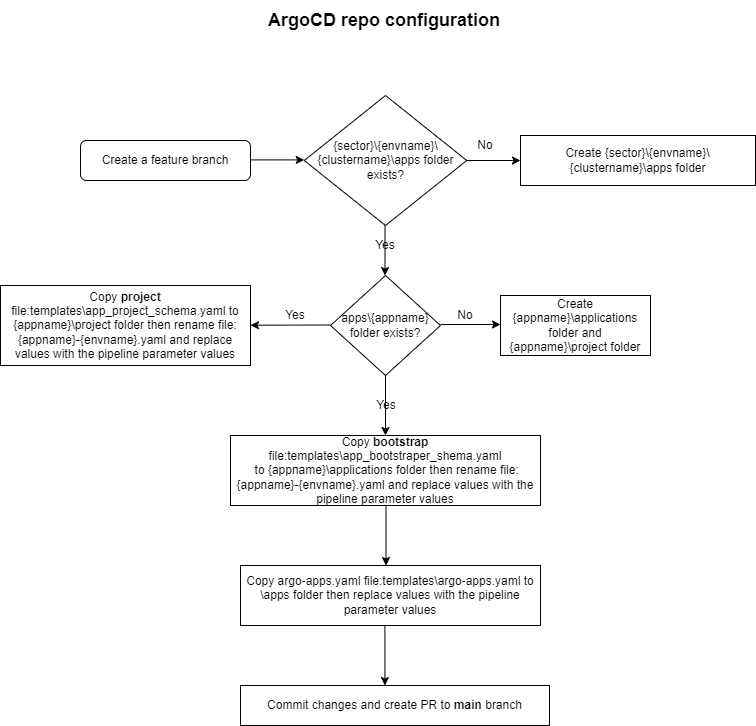 ArgoCD repo configuration
Create a feature branch
{sector}\{envname}\
{clustername}\apps folder
exists?
No
Create {sector}\{envname}\
{clustername}\apps folder
Yes
Copy project
file:templates\app_project_schema.yaml to
{appname}\project folder then rename file:
{appname}-{envname}.yaml and replace
values with the pipeline parameter values
Yes
apps\{appname}
folder exists?
No
Create
{appname}\applications
folder and
{appname}\project folder
Yes
Copy bootstrap
file:templates\app_bootstraper_shema.yaml
to {appname}\applications folder then rename file:
{appname}-{envname}.yaml and replace values with the
pipeline parameter values
Copy argo-apps.yaml file:templates\argo-apps.yaml to
\apps folder then replace values with the pipeline
parameter values
Commit changes and create PR to main branch